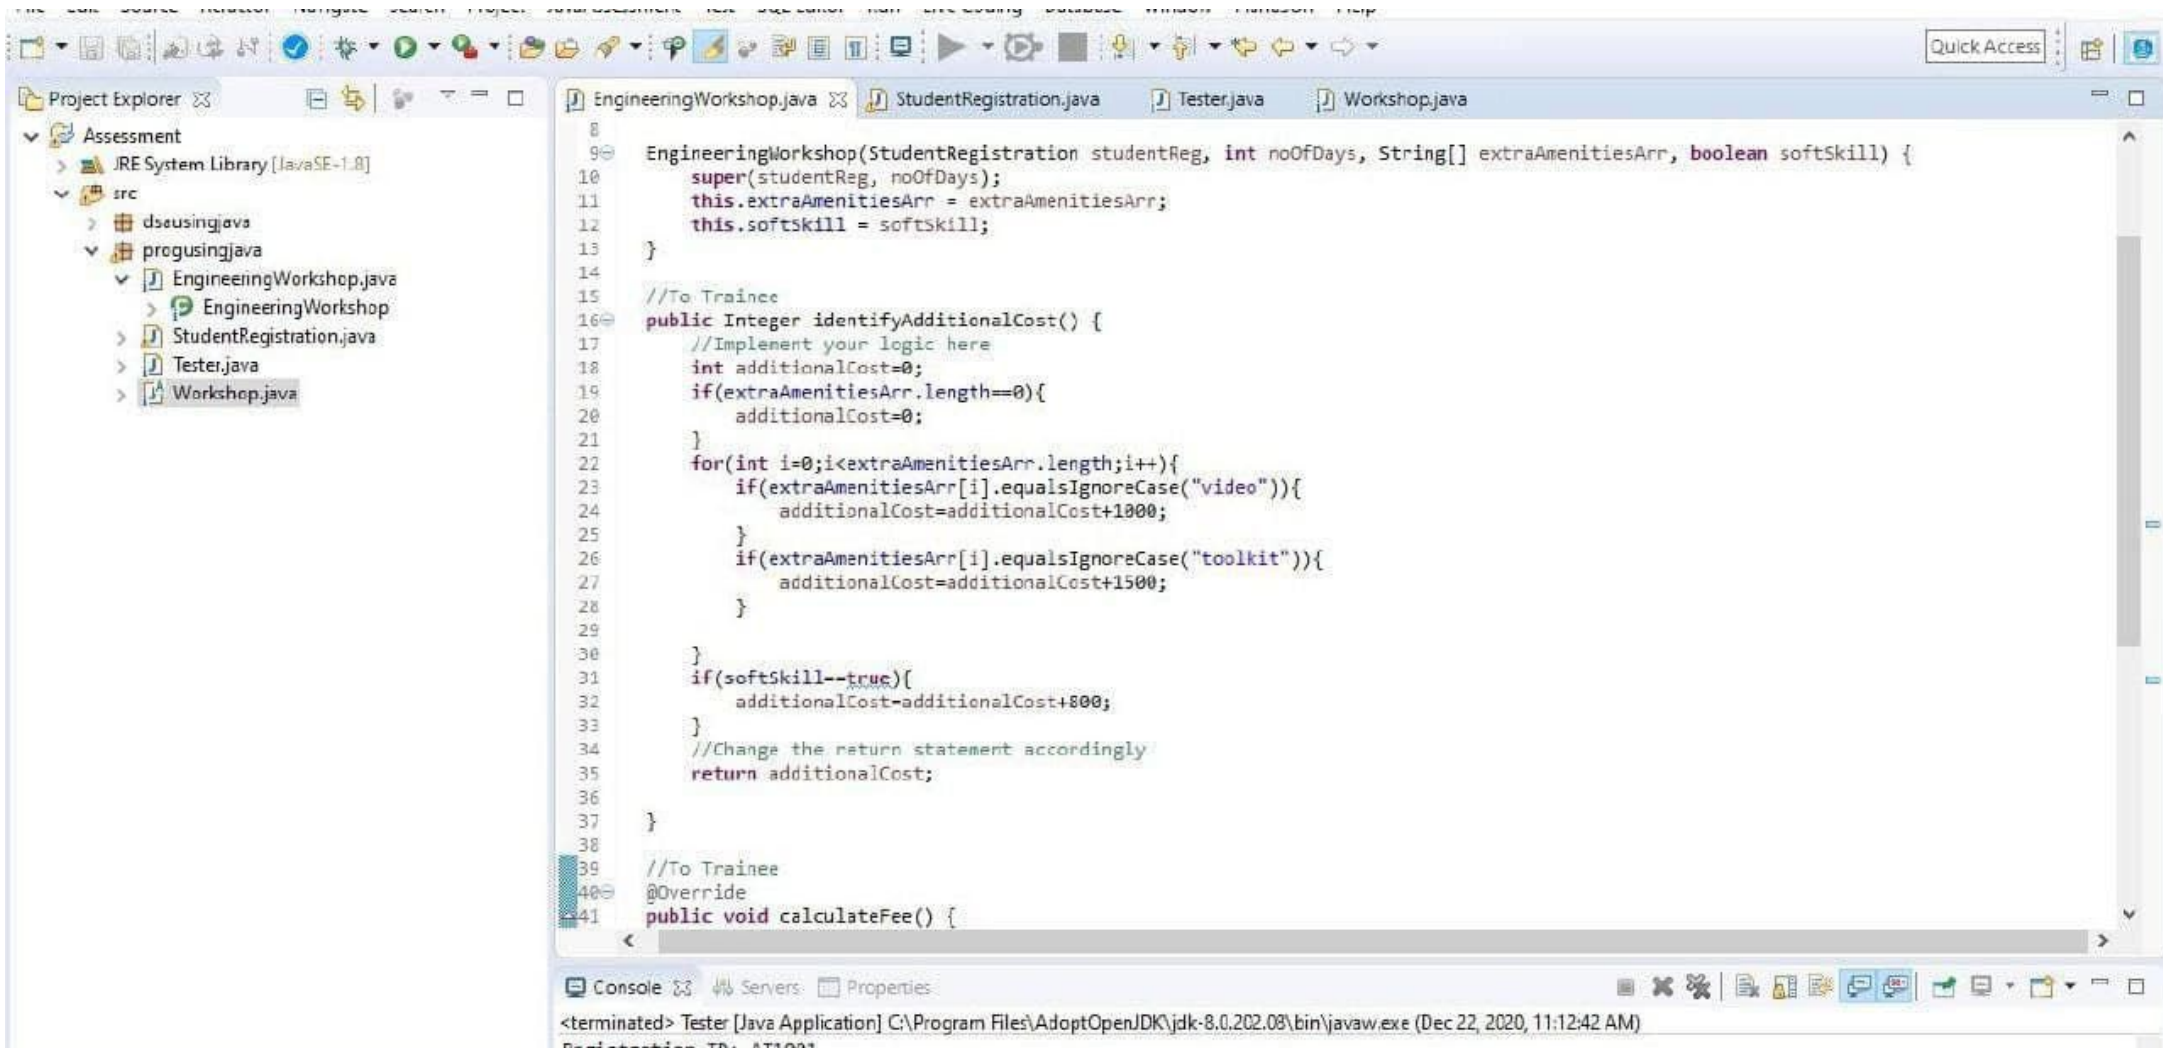 Quick Access
Project Explorer
Assessment
JRE System Library [JavaSE-1.8]
src
dsausingjava
progusingjava
EngineeringWorkshop.java
EngineeringWorkshop
StudentRegistration.java
Tester.java
Workshop.java
EngineeringWorkshop.java StudentRegistration.java Tester.java Workshop.java
8
9 EngineeringWorkshop(StudentRegistration studentReg, int noOfDays, String[] extraAmenitiesArr, boolean softSkill) {
10 super(studentReg, noOfDays);
11 this.extraAmenitiesArr = extraAmenitiesArr;
12 this.softSkill = softSkill;
13 }
14
15 //To Trainee
16 public Integer identifyAdditionalCost() {
17 //Implement your logic here
18 int additionalCost=0;
19 if(extraAmenitiesArr.length==0){
20 additionalCost=0;
21 }
22 for(int i=0;i<extraAmenitiesArr.length;i++){
23 if(extraAmenitiesArr[i].equalsIgnoreCase("video")){
24 additionalCost=additionalCost+1000;
25 }
26 if(extraAmenitiesArr[i].equalsIgnoreCase("toolkit")){
27 additionalCost=additionalCost+1500;
28 }
29
30 }
31 if(softSkill==true){
32 additionalCost=additionalCost+800;
33 }
34 //Change the return statement accordingly
35 return additionalCost;
36
37 }
38
39 //To Trainee
40 @Override
41 public void calculateFee() {
Console Servers Properties
<terminated> Tester [Java Application] C:\Program Files\AdoptOpenJDK\jdk-8.0.202.08\bin\javaw.exe (Dec 22, 2020, 11:12:42 AM)